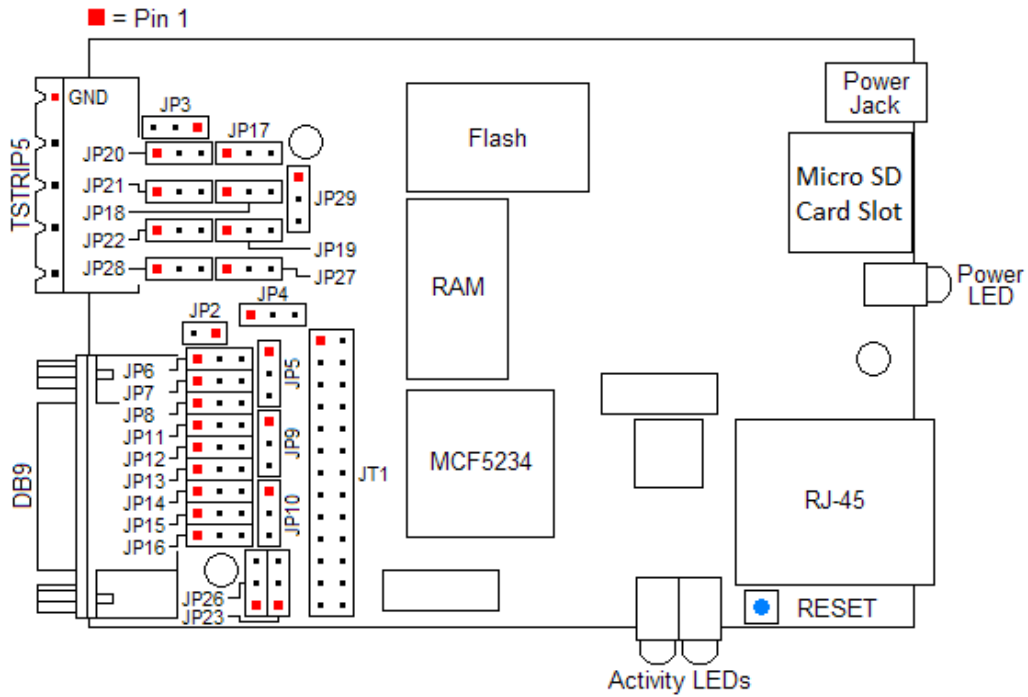 = Pin 1
GND
TSTRIP5
JP3
JP17
JP20
JP21
JP18
JP29
JP22
JP19
JP28
JP27
JP4
JP2
JP6
JP7
JP8
JP11
JP12
JP13
JP14
JP15
JP16
JP5
JP9
JP10
JT1
JP26
JP23
DB9
Flash
RAM
MCF5234
Power
Jack
Micro SD
Card Slot
Power
LED
RJ-45
RESET
Activity LEDs